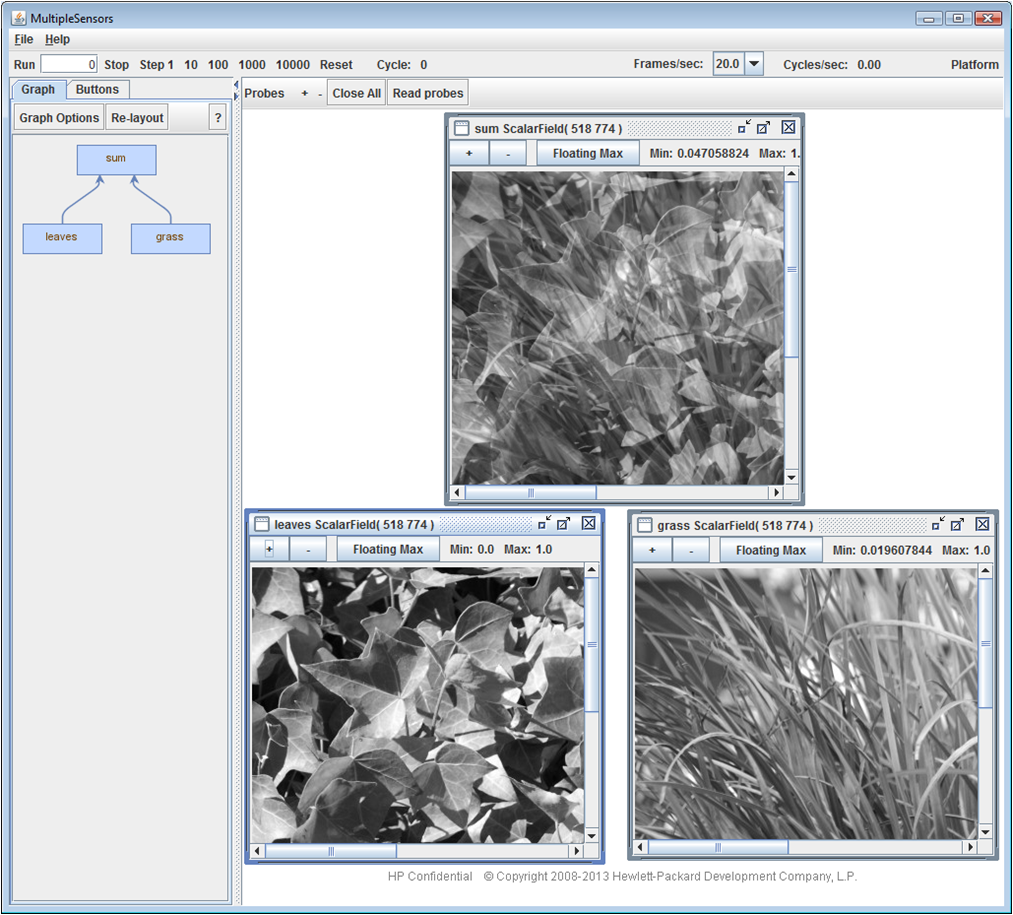 MultipleSensors
File Help
Run 0 Stop Step 1 10 100 1000 10000 Reset Cycle: 0 Frames/sec: 20.0 Cycles/sec: 0.00 Platform
Graph Buttons
Probes + - Close All Read probes
Graph Options Re-layout ?
sum
leaves grass
sum ScalarField( 518 774 )
+ - Floating Max Min: 0.047058824 Max: 1.
leaves ScalarField( 518 774 )
+ - Floating Max Min: 0.0 Max: 1.0
grass ScalarField( 518 774 )
+ - Floating Max Min: 0.019607844 Max: 1.0
HP Confidential © Copyright 2008-2013 Hewlett-Packard Development Company, L.P.